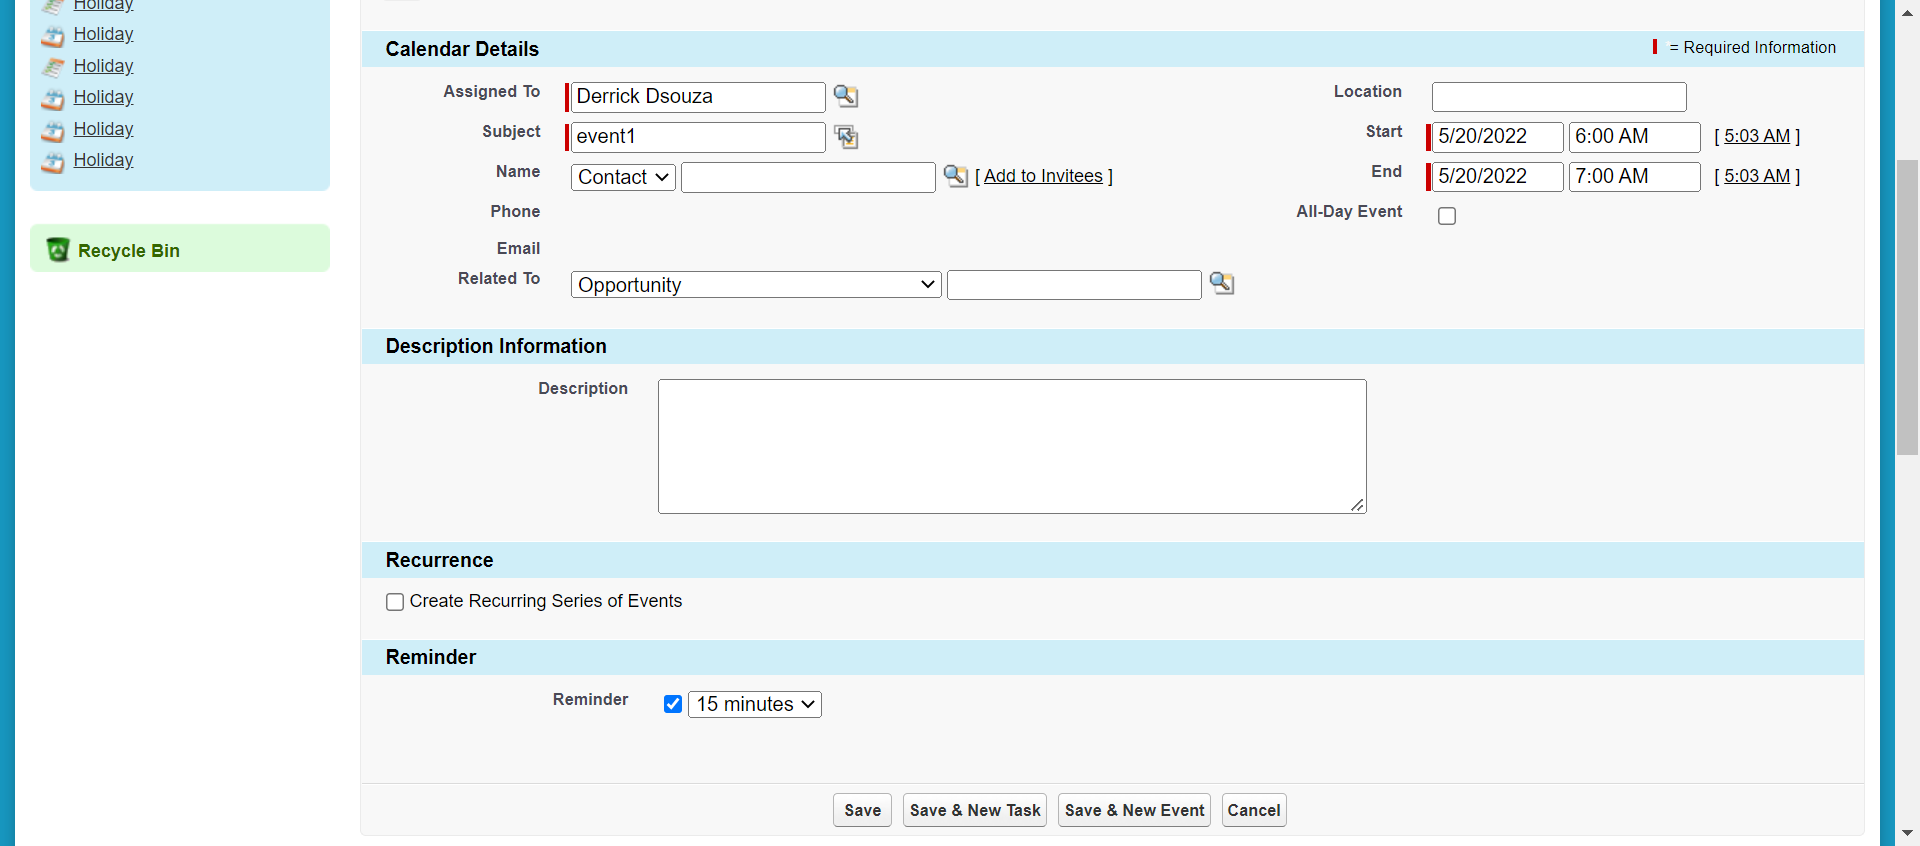 Holiday
Holiday
Holiday
Holiday
Holiday
Holiday
Recycle Bin
Calendar Details
= Required Information
Assigned To Derrick Dsouza
Location
Subject event1
Start 5/20/2022 6:00 AM [ 5:03 AM ]
Name Contact [ Add to Invitees ]
End 5/20/2022 7:00 AM [ 5:03 AM ]
Phone
All-Day Event
Email
Related To Opportunity
Description Information
Description
Recurrence
Create Recurring Series of Events
Reminder
Reminder 15 minutes
Save Save & New Task Save & New Event Cancel